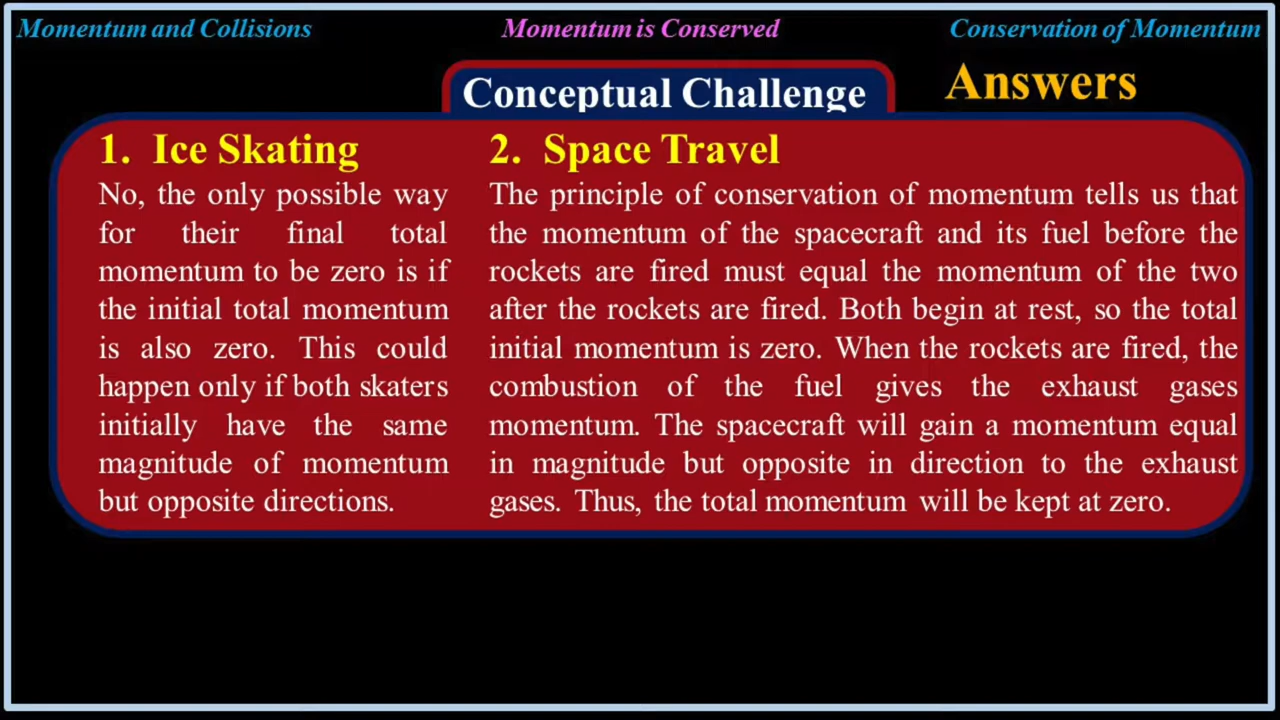 Momentum and Collisions
Momentum is Conserved
Conservation of Momentum
Conceptual Challenge
Answers
1. Ice Skating
No, the only possible way
for their final total
momentum to be zero is if
the initial total momentum
is also zero. This could
happen only if both skaters
initially have the same
magnitude of momentum
but opposite directions.
2. Space Travel
The principle of conservation of momentum tells us that
the momentum of the spacecraft and its fuel before the
rockets are fired must equal the momentum of the two
after the rockets are fired. Both begin at rest, so the total
initial momentum is zero. When the rockets are fired, the
combustion of the fuel gives the exhaust gases
momentum. The spacecraft will gain a momentum equal
in magnitude but opposite in direction to the exhaust
gases. Thus, the total momentum will be kept at zero.